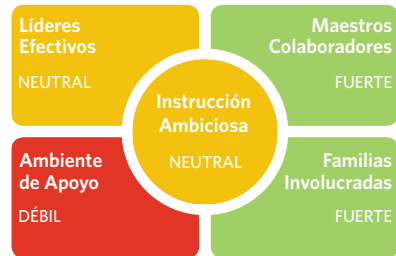 Líderes
Efectivos
NEUTRAL
Maestros
Colaboradores
FUERTE
Instrucción
Ambiciosa
NEUTRAL
Ambiente
de Apoyo
DÉBIL
Familias
Involucradas
FUERTE